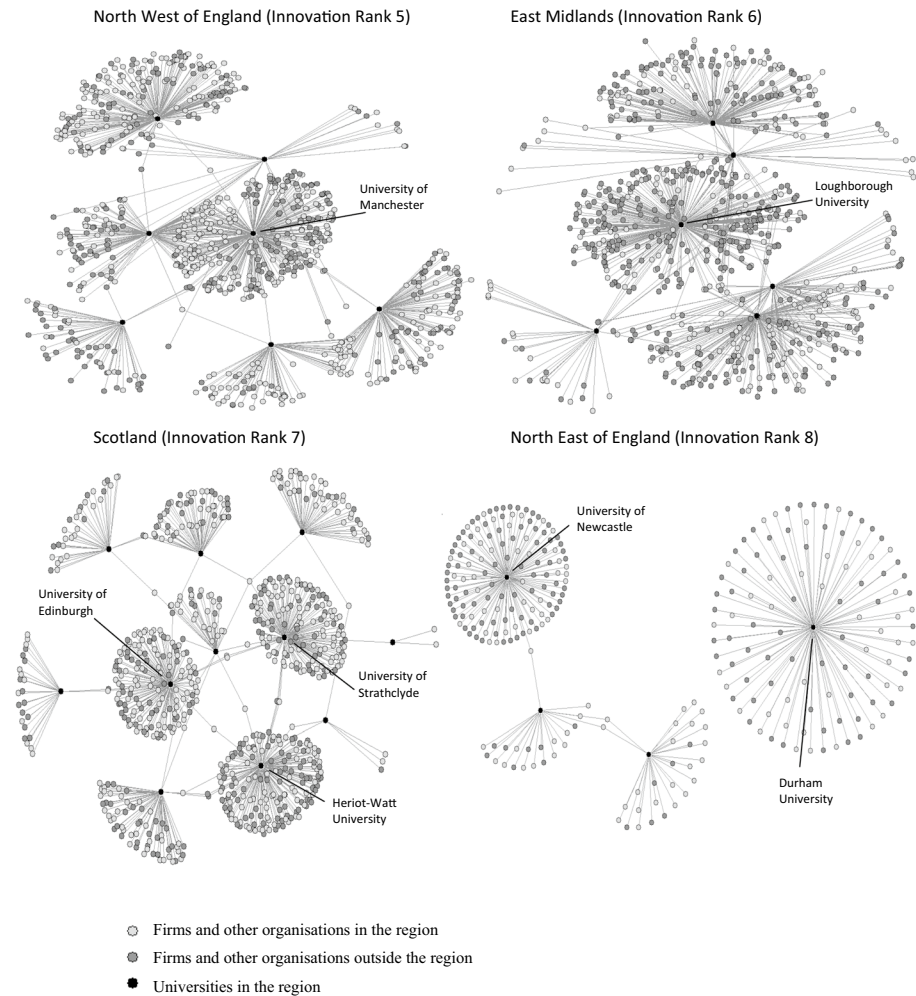 North West of England (Innovation Rank 5)
East Midlands (Innovation Rank 6)
University of
Manchester
Loughborough
University
Scotland (Innovation Rank 7)
North East of England (Innovation Rank 8)
University of
Newcastle
University of
Edinburgh
University of
Strathclyde
Heriot-Watt
University
Durham
University
Firms and other organisations in the region
Firms and other organisations outside the region
Universities in the region